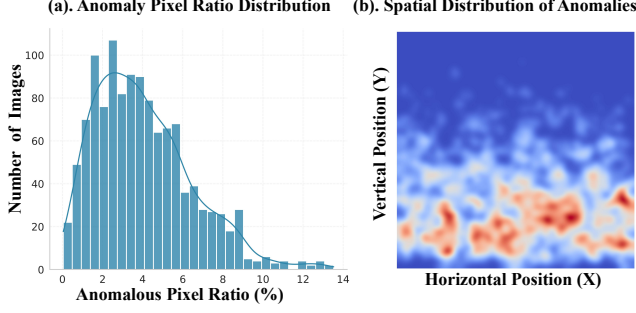 (a). Anomaly Pixel Ratio Distribution
(b). Spatial Distribution of Anomalies
Number of Images
100
80
60
40
20
0
0 2 4 6 8 10 12 14
Anomalous Pixel Ratio (%)
Vertical Position (Y)
Horizontal Position (X)